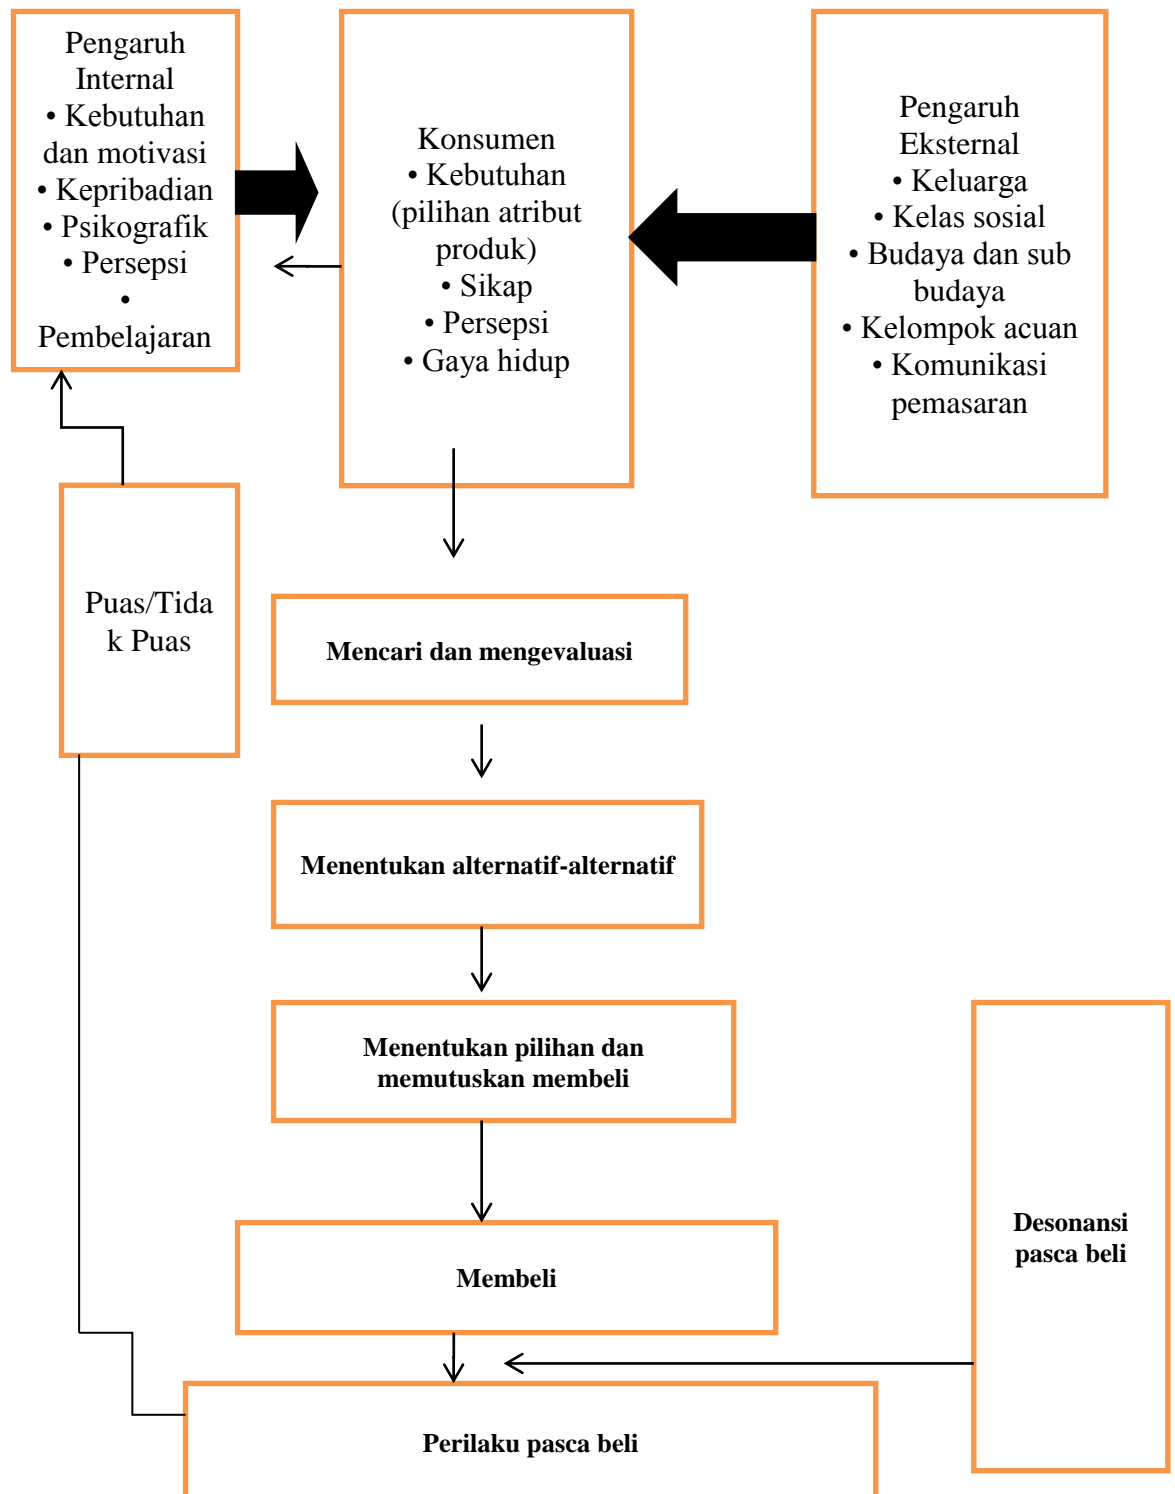 Pengaruh
Internal
• Kebutuhan
dan motivasi
• Kepribadian
• Psikografik
• Persepsi
•
Pembelajaran
Konsumen
• Kebutuhan
(pilihan atribut
produk)
• Sikap
• Persepsi
• Gaya hidup
Pengaruh
Eksternal
• Keluarga
• Kelas sosial
• Budaya dan sub
budaya
• Kelompok acuan
• Komunikasi
pemasaran
Puas/Tida
k Puas
Mencari dan mengevaluasi
Menentukan alternatif-alternatif
Menentukan pilihan dan
memutuskan membeli
Membeli
Desonansi
pasca beli
Perilaku pasca beli